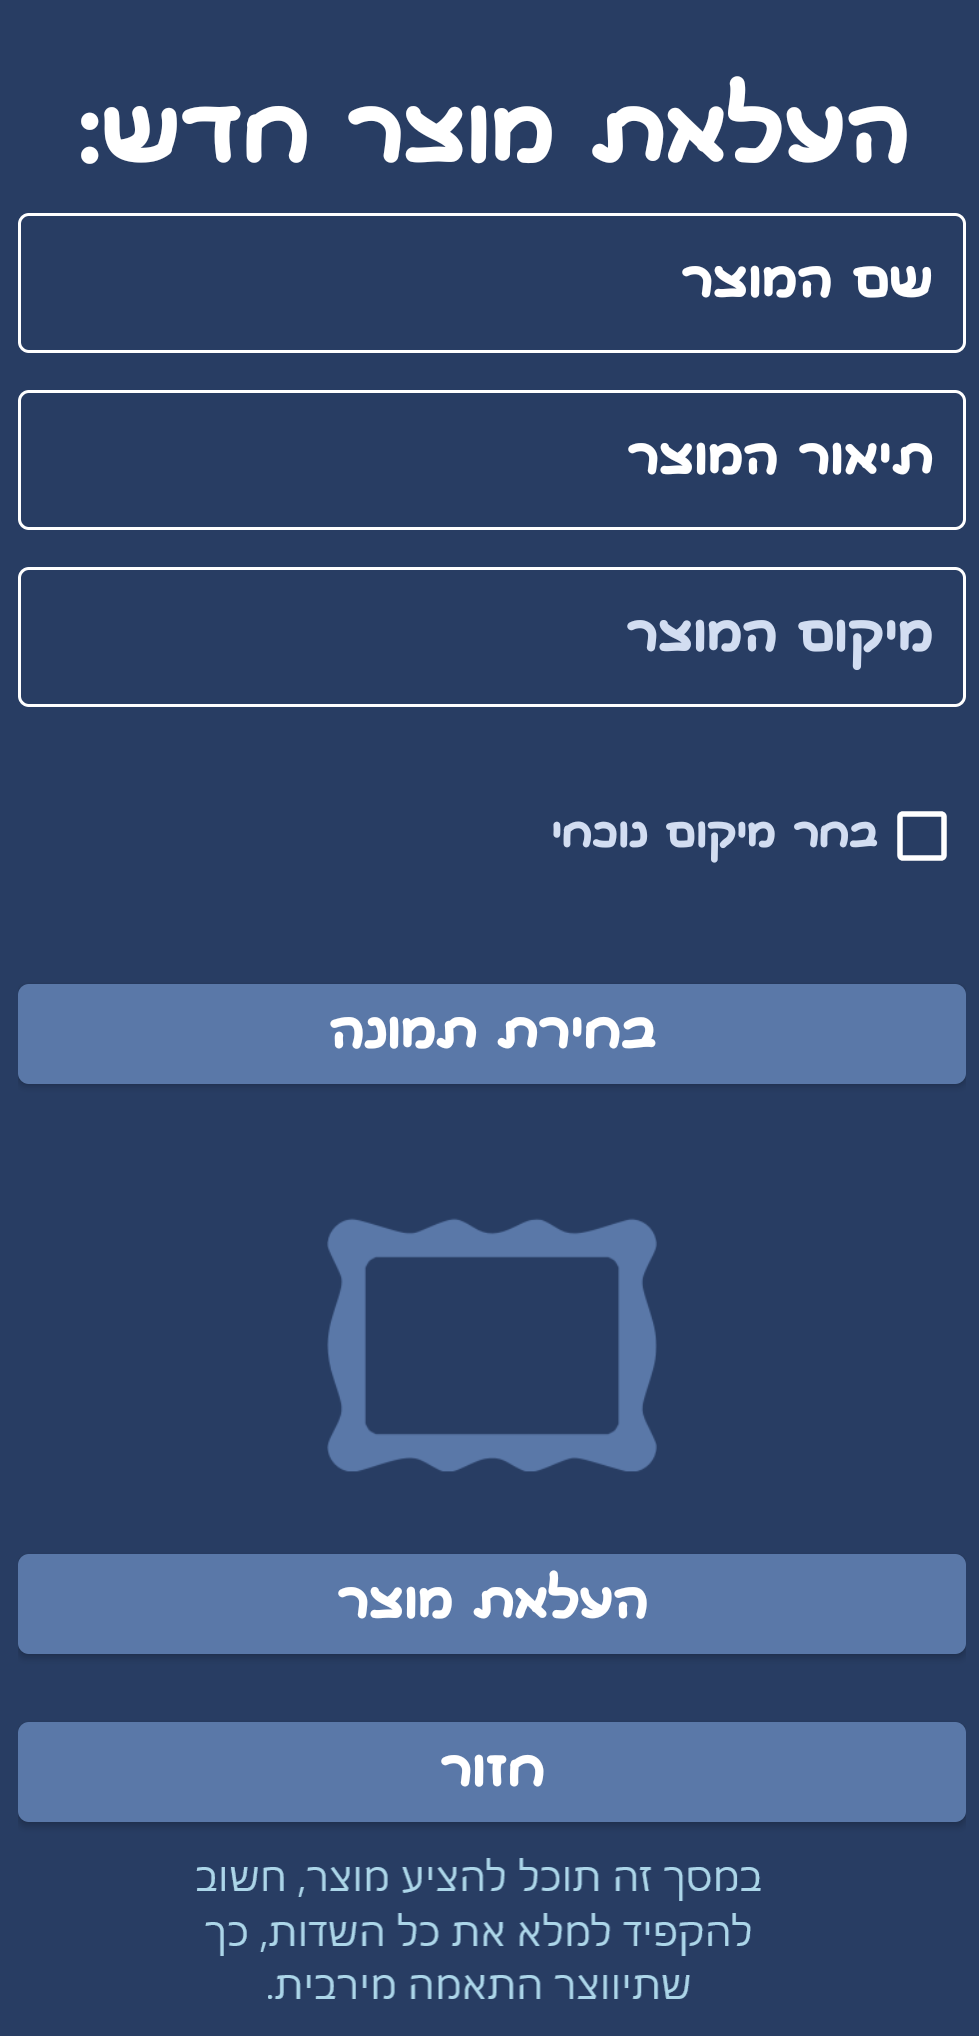 העלאת מוצר חדש:
שם המוצר
תיאור המוצר
מיקום המוצר
בחר מיקום נוכחי
בחירת תמונה
העלאת מוצר
חזור
במסך זה תוכל להציע מוצר, חשוב
להקפיד למלא את כל השדות, כך
שתיווצר התאמה מירבית.